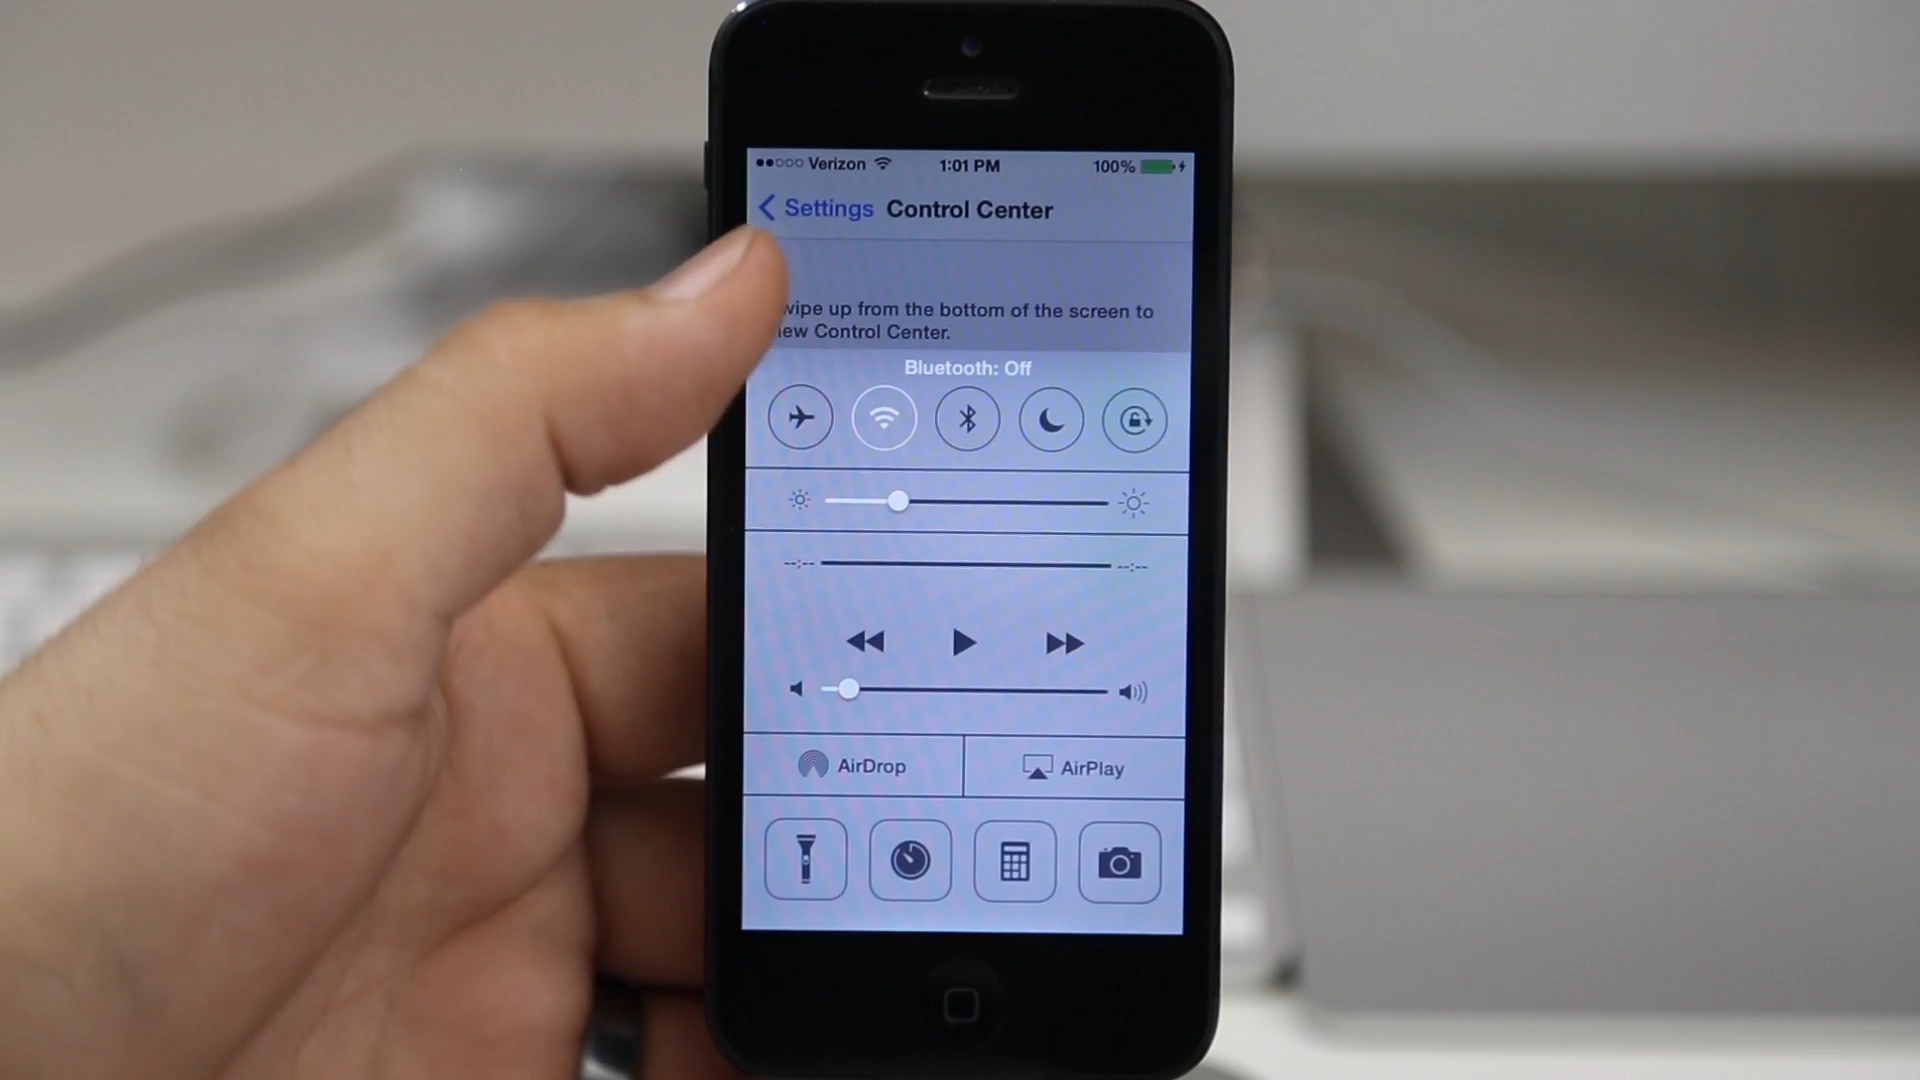 Verizon 1:01 PM 100%
Settings Control Center
wipe up from the bottom of the screen to
ew Control Center.
Bluetooth: Off
--:-- --:--
AirDrop AirPlay